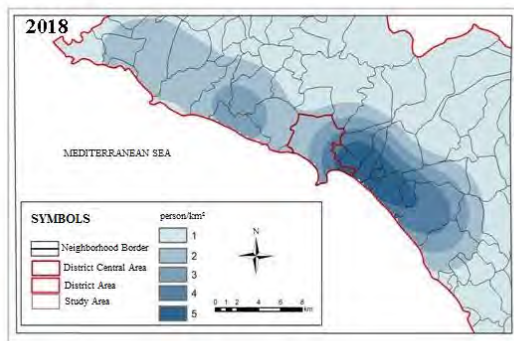 2018
MEDITERRANEAN SEA
SYMBOLS
Neighborhood Border
District Central Area
District Area
Study Area
person/km²
1
2
3
4
5
N
0 1 2 4 6 8
km